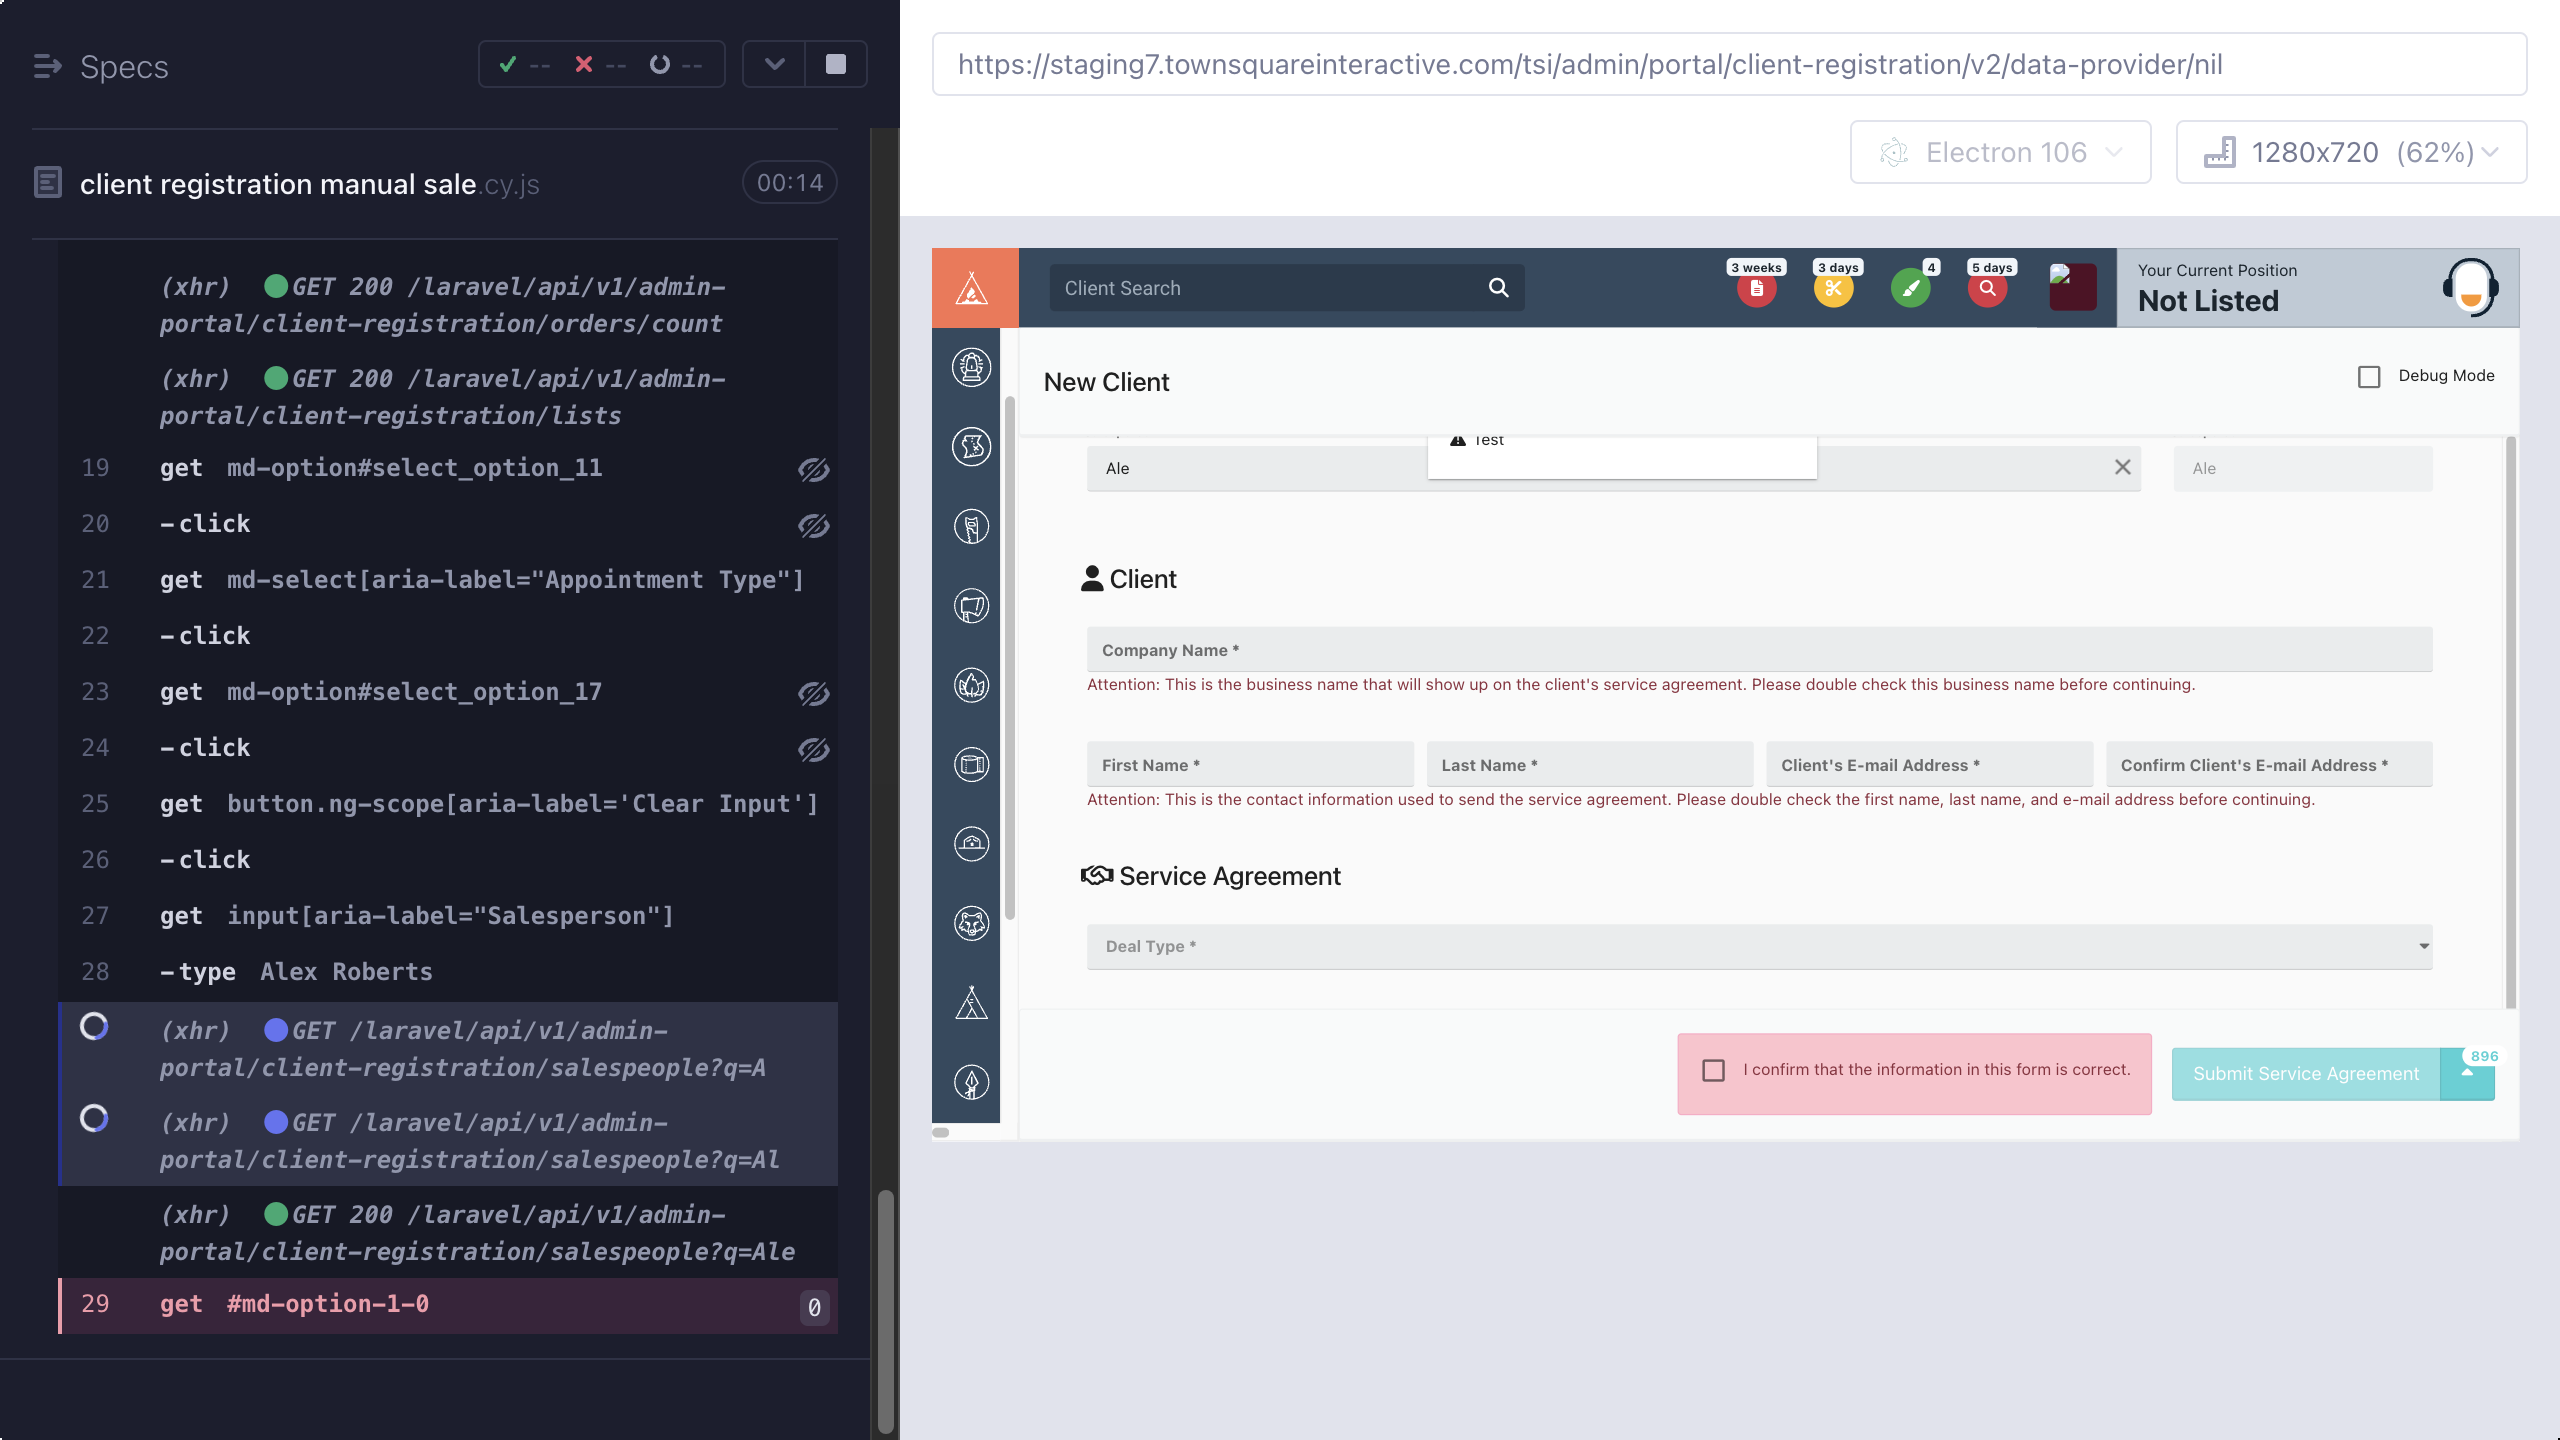 Specs
-- -- --
client registration manual sale.cy.js
00:14
(xhr) GET 200 /laravel/api/v1/admin-
portal/client-registration/orders/count
(xhr) GET 200 /laravel/api/v1/admin-
portal/client-registration/lists
19 get md-option#select_option_11
20 -click
21 get md-select[aria-label="Appointment Type"]
22 -click
23 get md-option#select_option_17
24 -click
25 get button.ng-scope[aria-label='Clear Input']
26 -click
27 get input[aria-label="Salesperson"]
28 -type Alex Roberts
(xhr) GET /laravel/api/v1/admin-
portal/client-registration/salespeople?q=A
(xhr) GET /laravel/api/v1/admin-
portal/client-registration/salespeople?q=Al
(xhr) GET 200 /laravel/api/v1/admin-
portal/client-registration/salespeople?q=Ale
29 get #md-option-1-0 0
https://staging7.townsquareinteractive.com/tsi/admin/portal/client-registration/v2/data-provider/nil
Electron 106
1280x720 (62%)
Client Search
3 weeks
3 days
4
5 days
Your Current Position
Not Listed
New Client
Debug Mode
Test
Ale
Ale
Client
Company Name *
Attention: This is the business name that will show up on the client's service agreement. Please double check this business name before continuing.
First Name *
Last Name *
Client's E-mail Address *
Confirm Client's E-mail Address *
Attention: This is the contact information used to send the service agreement. Please double check the first name, last name, and e-mail address before continuing.
Service Agreement
Deal Type *
I confirm that the information in this form is correct.
Submit Service Agreement
896